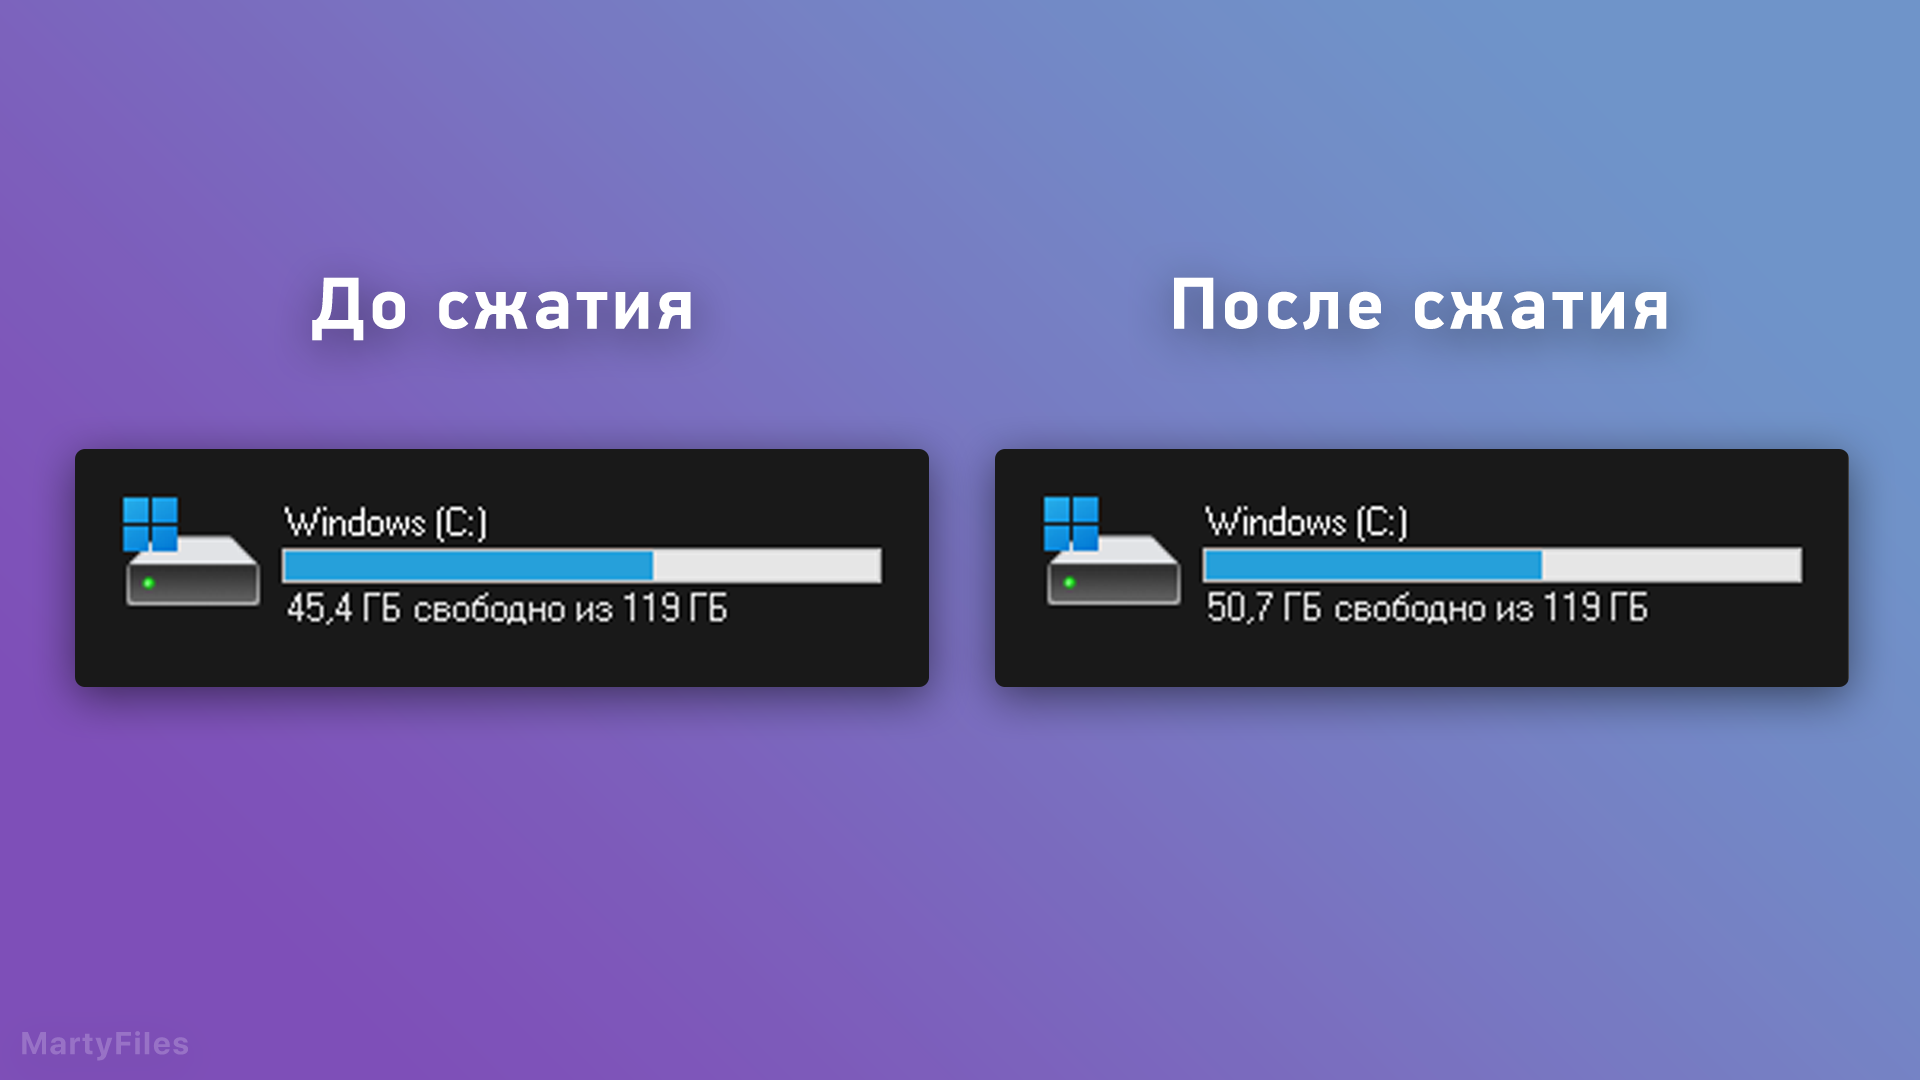 До сжатия
После сжатия
Windows (C:)
45,4 ГБ свободно из 119 ГБ
Windows (C:)
50,7 ГБ свободно из 119 ГБ
MartyFiles